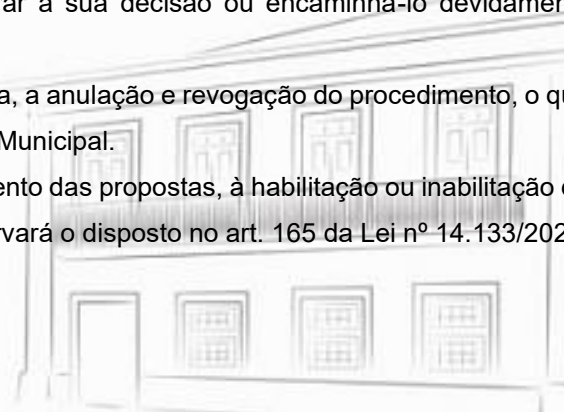 ar a sua decisão ou encaminhá-lo devidamen
a, a anulação e revogação do procedimento, o qu
Municipal.
ento das propostas, à habilitação ou inabilitação
rvará o disposto no art. 165 da Lei nº 14.133/202